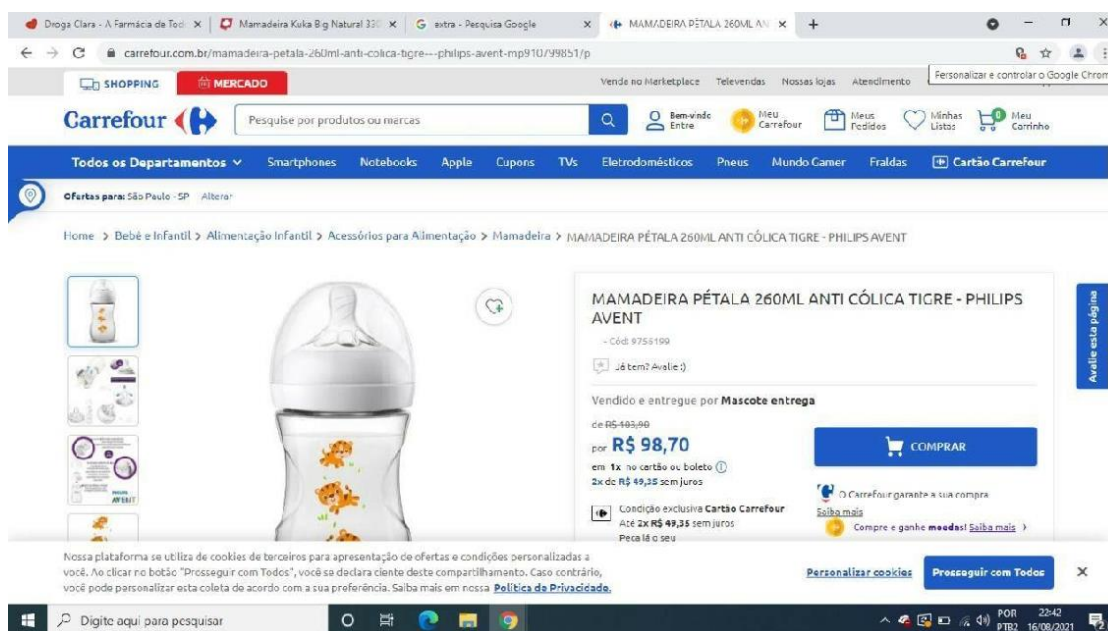 Droga Clara - A Farmácia de Tod
Mamadeira Kuka Big Natural 330
extra - Pesquisa Google
MAMADEIRA PÉTALA 260ML AN
carrefour.com.br/mamadeira-petala-260ml-anti-colica-tigre---philips-avent-mp910799851/p
Personalizar e controlar o Google Chrom
SHOPPING
MERCADO
Venda no Marketplace Televendas Nossas lojas Atendimento
Carrefour
Pesquise por produtos ou marcas
Bem-vindo
Entre
Meu
Carrefour
Meus
Pedidos
Minhas
Listas
0
Meu
Carrinho
Todos os Departamentos Smartphones Notebooks Apple Cupons TVs Eletrodomésticos Pneus Mundo Gamer Fraldas Cartão Carrefour
Ofertas para: São Paulo - SP Alterar
Home > Bebê e Infantil > Alimentação Infantil > Acessórios para Alimentação > Mamadeira > MAMADEIRA PÉTALA 260ML ANTI CÓLICA TIGRE - PHILIPS AVENT
MAMADEIRA PÉTALA 260ML ANTI CÓLICA TIGRE - PHILIPS
AVENT
- Cód: 9756199
Já tem? Avalie :)
Vendido e entregue por Mascote entrega
de R$ 103,90
por R$ 98,70
em 1x no cartão ou boleto
2x de R$ 49,35 sem juros
COMPRAR
Condição exclusiva Cartão Carrefour
Até 2x R$ 49,35 sem juros
Peça já o seu
O Carrefour garante a sua compra
Saiba mais
Compre e ganhe moedas! Saiba mais >
Avalie esta página
AVENT
Nossa plataforma se utiliza de cookies de terceiros para apresentação de ofertas e condições personalizadas a
você. Ao clicar no botão "Prosseguir com Todos", você se declara ciente deste compartilhamento. Caso contrário,
você pode personalizar esta coleta de acordo com a sua preferência. Saiba mais em nossa Política de Privacidade.
Personalizar cookies
Prosseguir com Todos
Digite aqui para pesquisar
POR
PTB2
22:42
16/08/2021